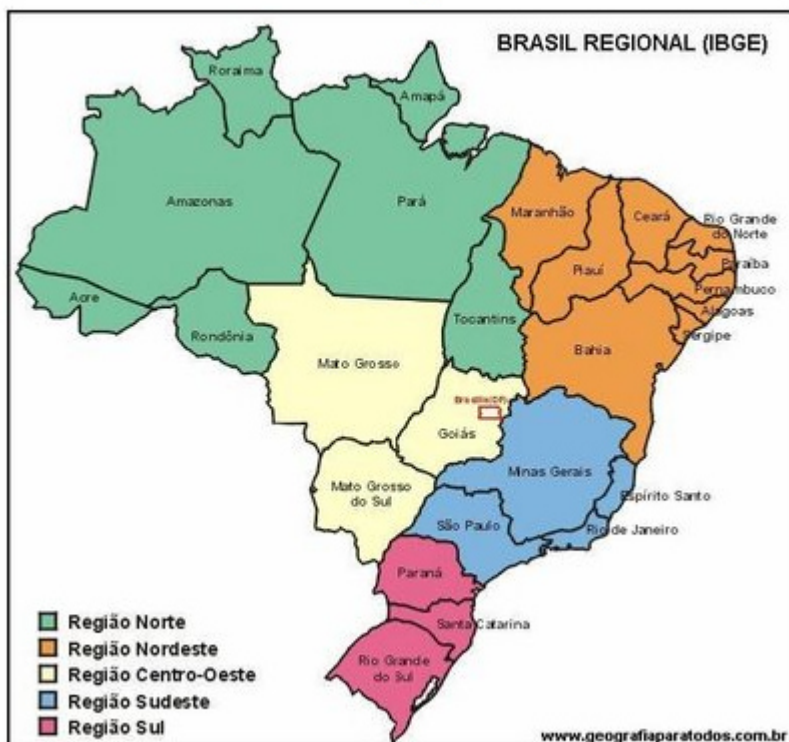 BRASIL REGIONAL (IBGE)
Roraima
Amapá
Amazonas
Pará
Maranhão
Ceará
Rio Grande
do Norte
Paraíba
Piauí
Pernambuco
Alagoas
Sergipe
Acre
Rondônia
Tocantins
Bahia
Mato Grosso
Brasília(DF)
Goiás
Minas Gerais
Mato Grosso
do Sul
Espírito Santo
São Paulo
Rio de Janeiro
Paraná
Santa Catarina
Rio Grande
do Sul
Região Norte
Região Nordeste
Região Centro-Oeste
Região Sudeste
Região Sul
www.geografiaparatodos.com.br